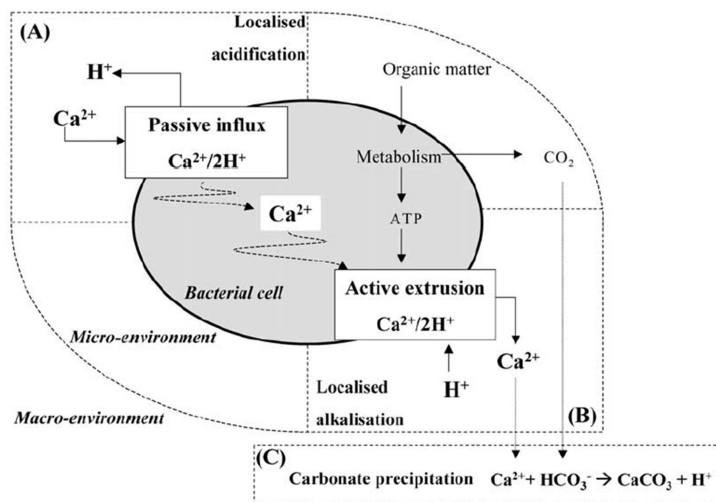 (A)
Localised
acidification
H⁺
Ca²⁺
Passive influx
Ca²⁺/2H⁺
Organic matter
Metabolism
CO₂
Ca²⁺
ATP
Bacterial cell
Active extrusion
Ca²⁺/2H⁺
Micro-environment
Ca²⁺
H⁺
Localised
alkalisation
Macro-environment
(B)
(C)
Carbonate precipitation Ca²⁺ + HCO₃⁻ → CaCO₃ + H⁺